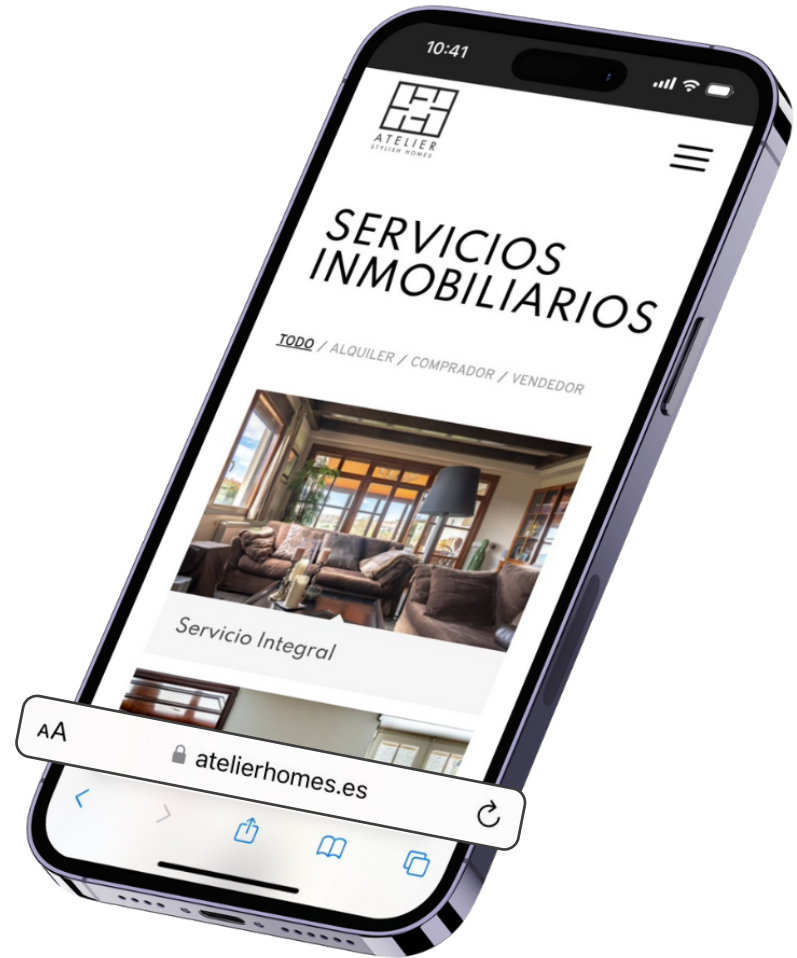 10:41
ATELIER
STYLISH HOMES
SERVICIOS
INMOBILIARIOS
TODO / ALQUILER / COMPRADOR / VENDEDOR
Servicio Integral
AA
atelierhomes.es